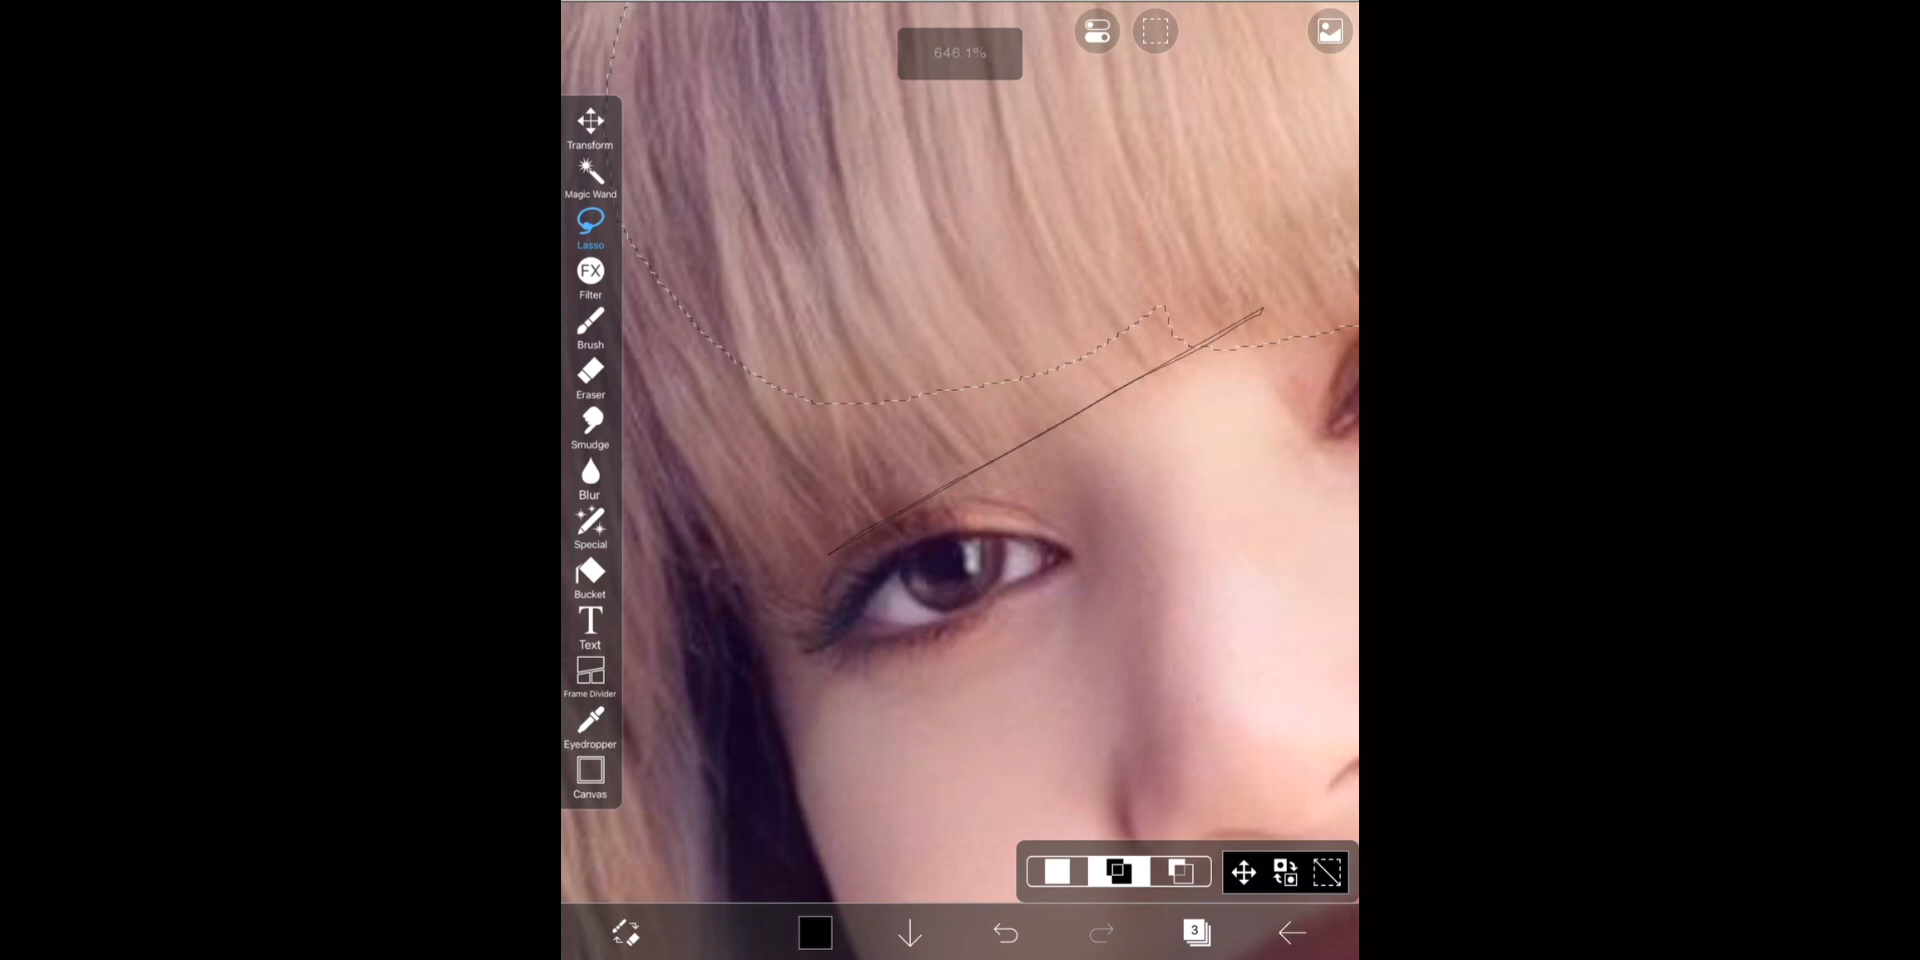 646.1%
Transform
Magic Wand
Lasso
FX
Filter
Brush
Eraser
Smudge
Blur
Special
Bucket
T
Text
Frame Divider
Eyedropper
Canvas
3